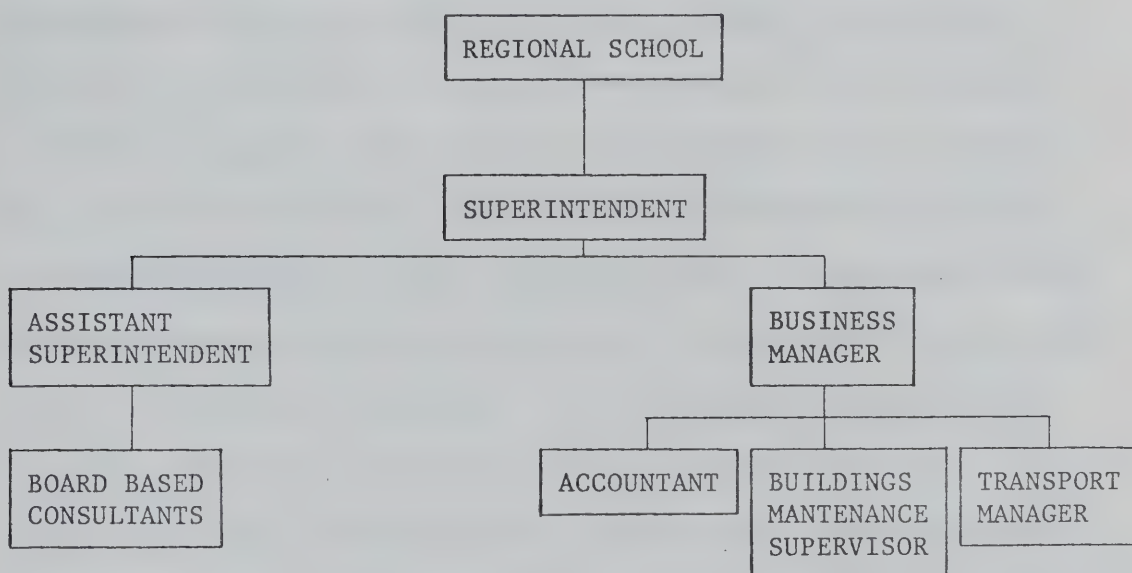 REGIONAL SCHOOL
SUPERINTENDENT
ASSISTANT
SUPERINTENDENT
BUSINESS
MANAGER
BOARD BASED
CONSULTANTS
ACCOUNTANT
BUILDINGS
MANTENANCE
SUPERVISOR
TRANSPORT
MANAGER